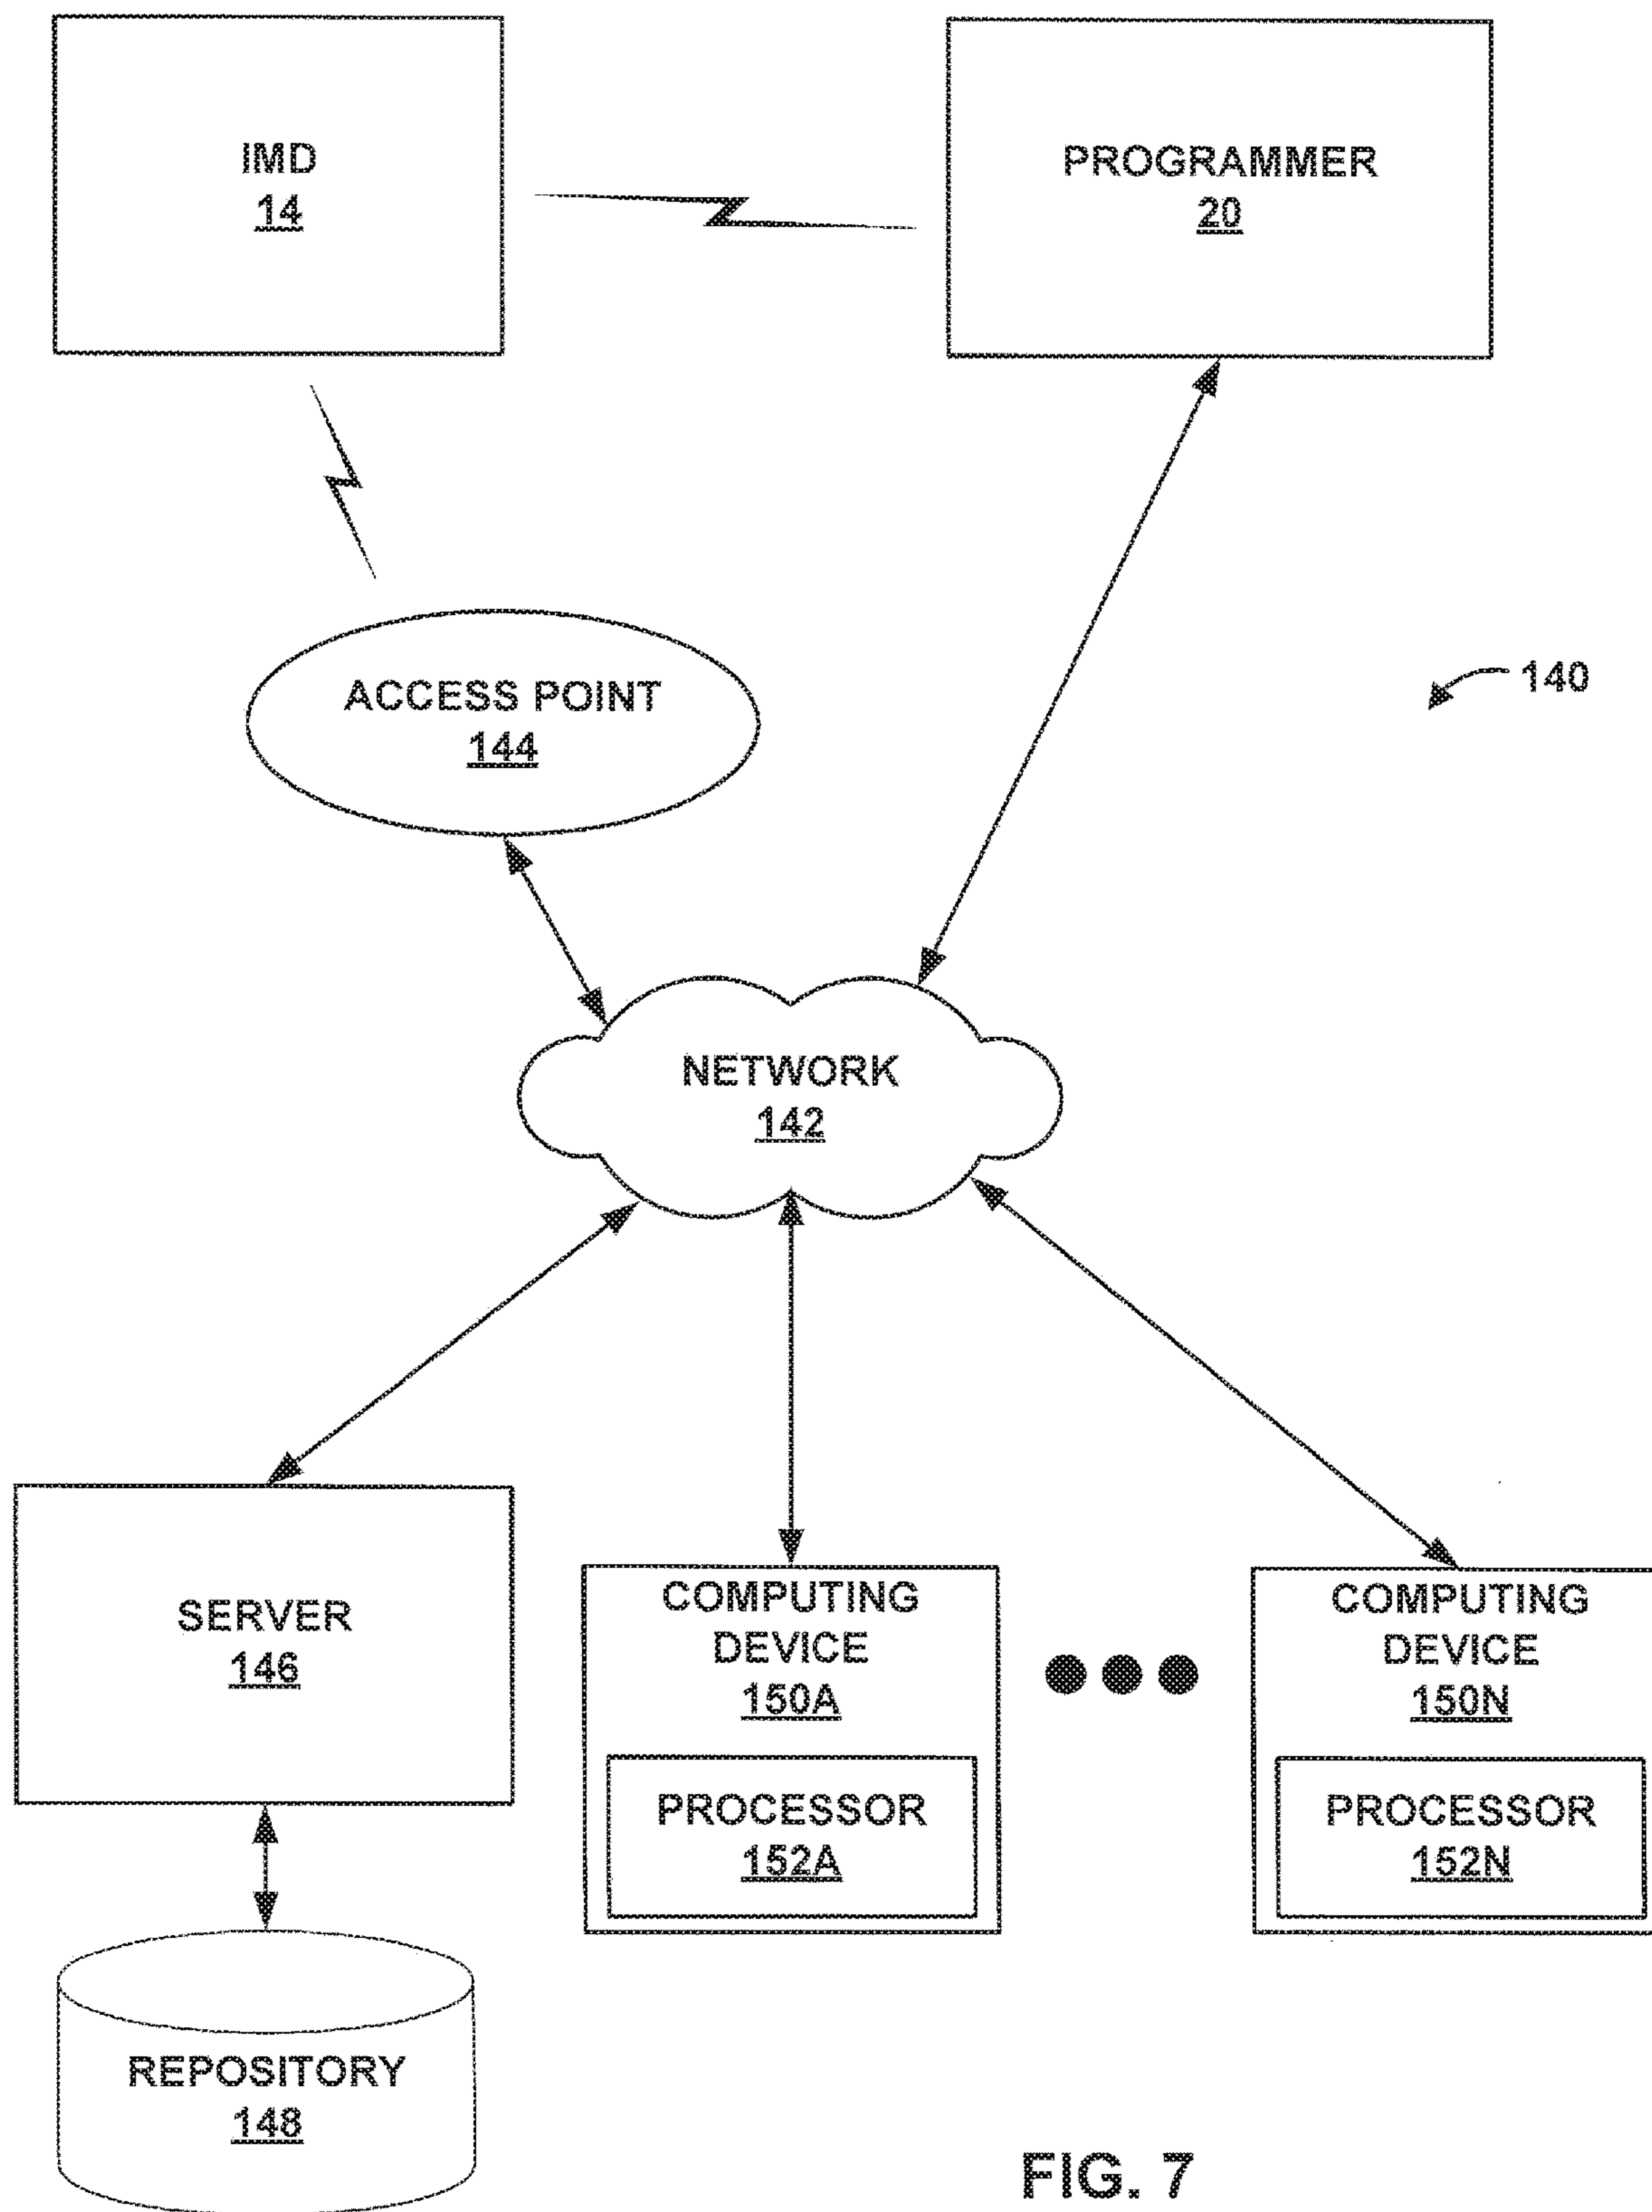 IMD
14
PROGRAMMER
20
ACCESS POINT
144
140
NETWORK
142
SERVER
146
COMPUTING
DEVICE
150A
PROCESSOR
152A
COMPUTING
DEVICE
150N
PROCESSOR
152N
REPOSITORY
148
FIG. 7